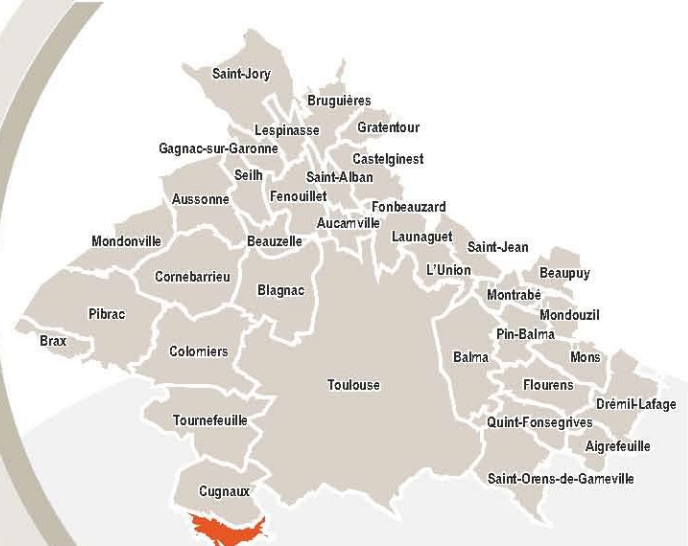 Saint-Jory
Bruguières
Lespinasse
Gratentour
Gagnac-sur-Garonne
Castelginest
Seilh
Saint-Alban
Aussonne
Fenouillet
Fonbeauzard
Aucamville
Launaguet
Mondonville
Beauzelle
Saint-Jean
L'Union
Beaupuy
Cornebarrieu
Blagnac
Montrabé
Pibrac
Mondouzil
Pin-Balma
Brax
Colomiers
Balma
Mons
Toulouse
Flourens
Drémil-Lafage
Tournefeuille
Quint-Fonsegrives
Aigrefeuille
Saint-Orens-de-Gameville
Cugnaux